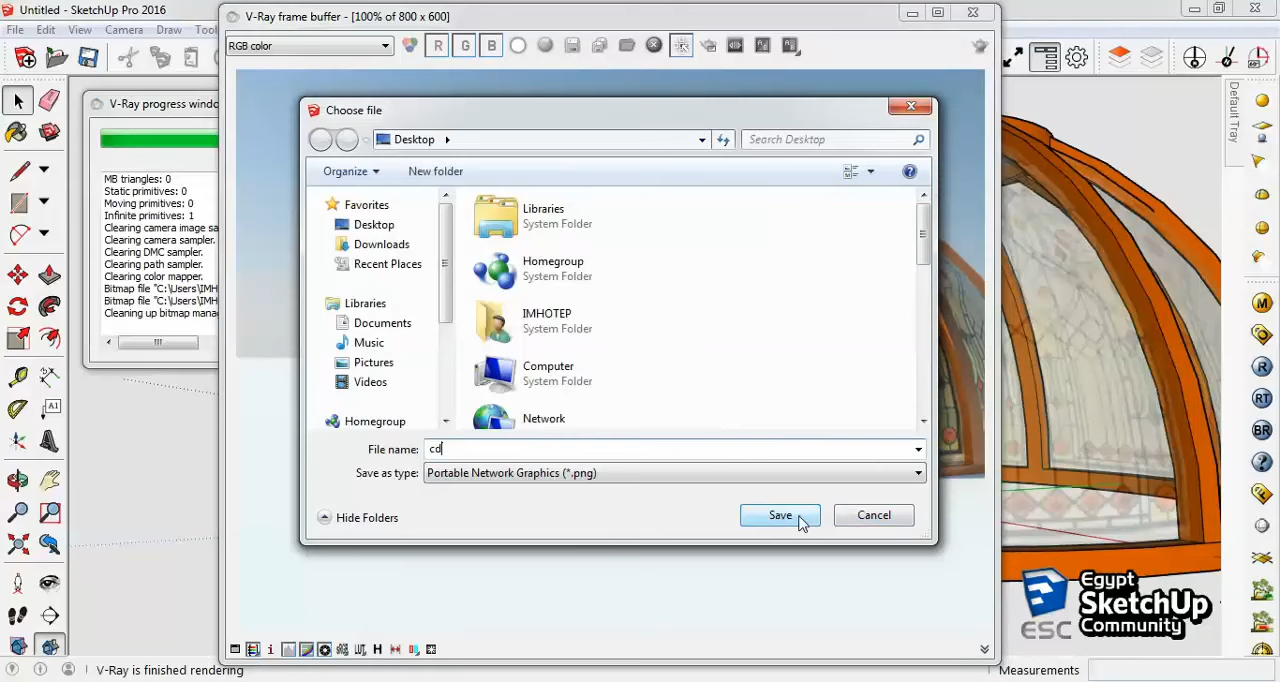 Untitled - SketchUp Pro 2016
File Edit View Camera Draw Tool
V-Ray frame buffer - [100% of 800 x 600]
RGB color
R G B
V-Ray progress windo
MB triangles: 0
Static primitives: 0
Moving primitives: 0
Infinite primitives: 1
Clearing camera image sa
Clearing DMC sampler.
Clearing path sampler.
Clearing color mapper.
Bitmap file "C:\Users\IMH
Bitmap file "C:\Users\IMH
Cleaning up bitmap mana
Choose file
Desktop
Search Desktop
Organize
New folder
Favorites
Desktop
Downloads
Recent Places
Libraries
Documents
Music
Pictures
Videos
Homegroup
Libraries
System Folder
Homegroup
System Folder
IMHOTEP
System Folder
Computer
System Folder
Network
File name: cd
Save as type: Portable Network Graphics (*.png)
Hide Folders
Save
Cancel
Default Tray
M
R
RT
BR
A1
Egypt
SketchUp
Community
ESC
V-Ray is finished rendering
Measurements